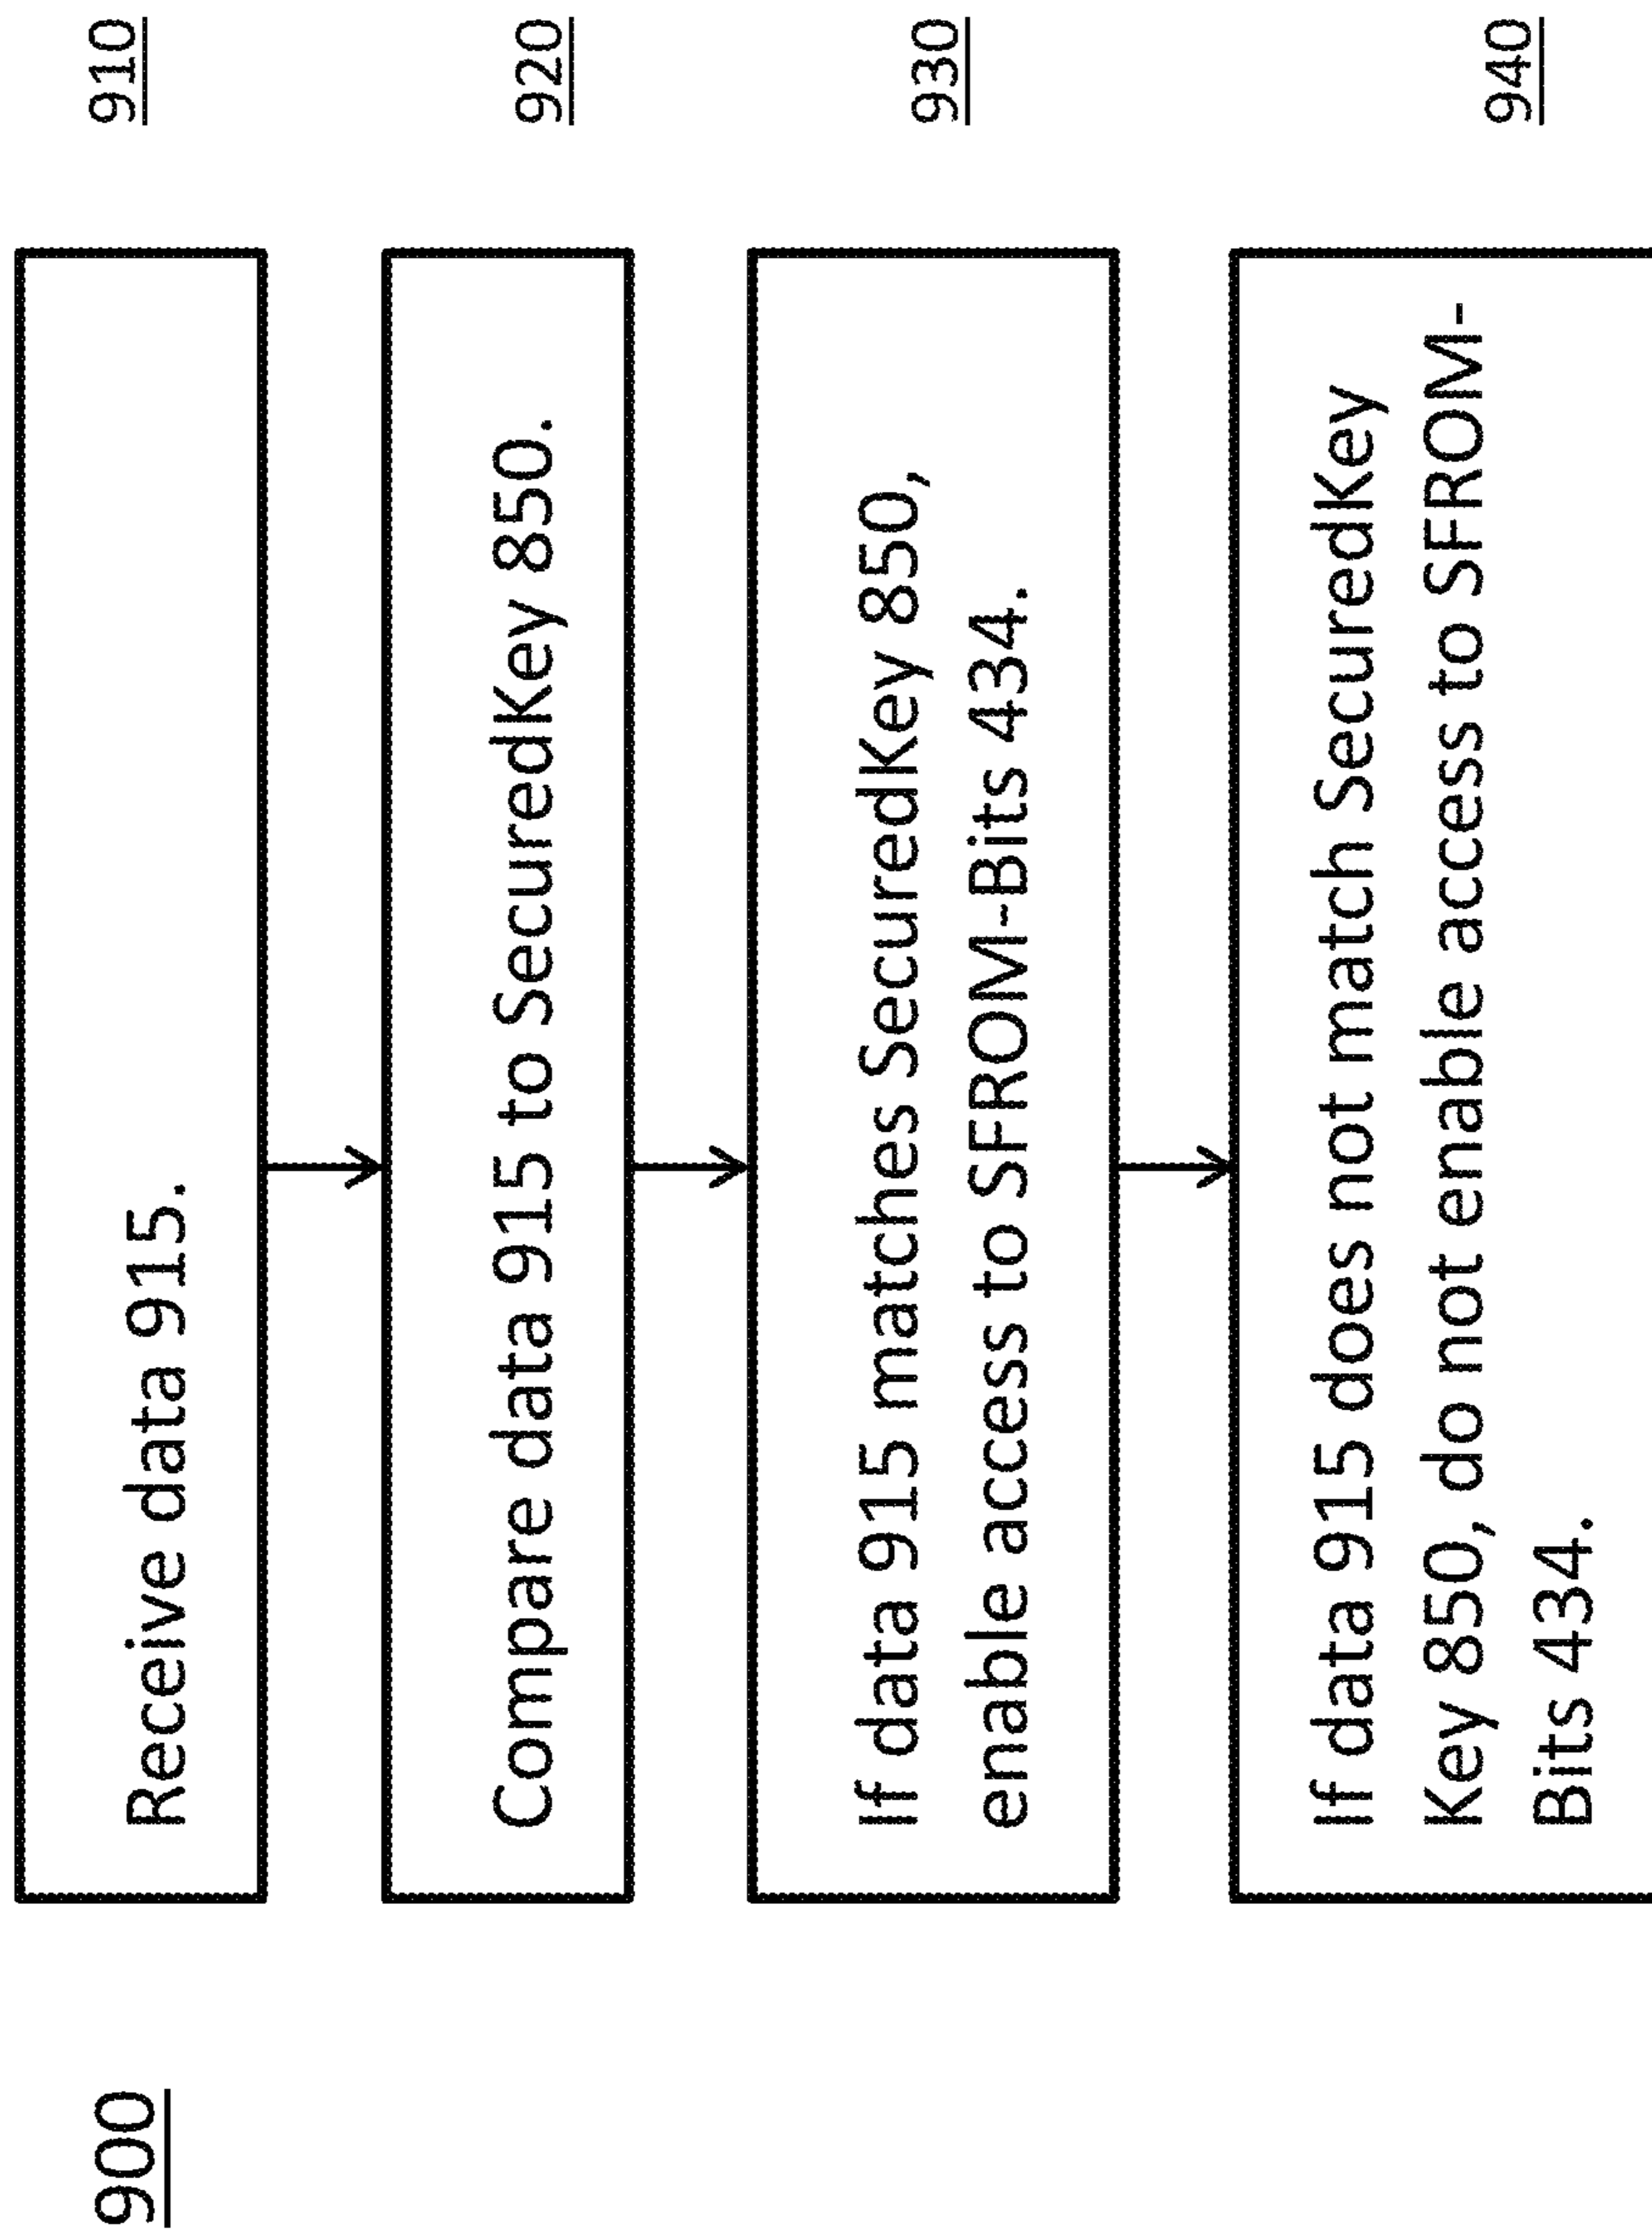 900
Receive data 915.
910
Compare data 915 to SecuredKey 850.
920
If data 915 matches SecuredKey 850,
enable access to SFROM-Bits 434.
930
If data 915 does not match SecuredKey
Key 850, do not enable access to SFROM-
Bits 434.
940